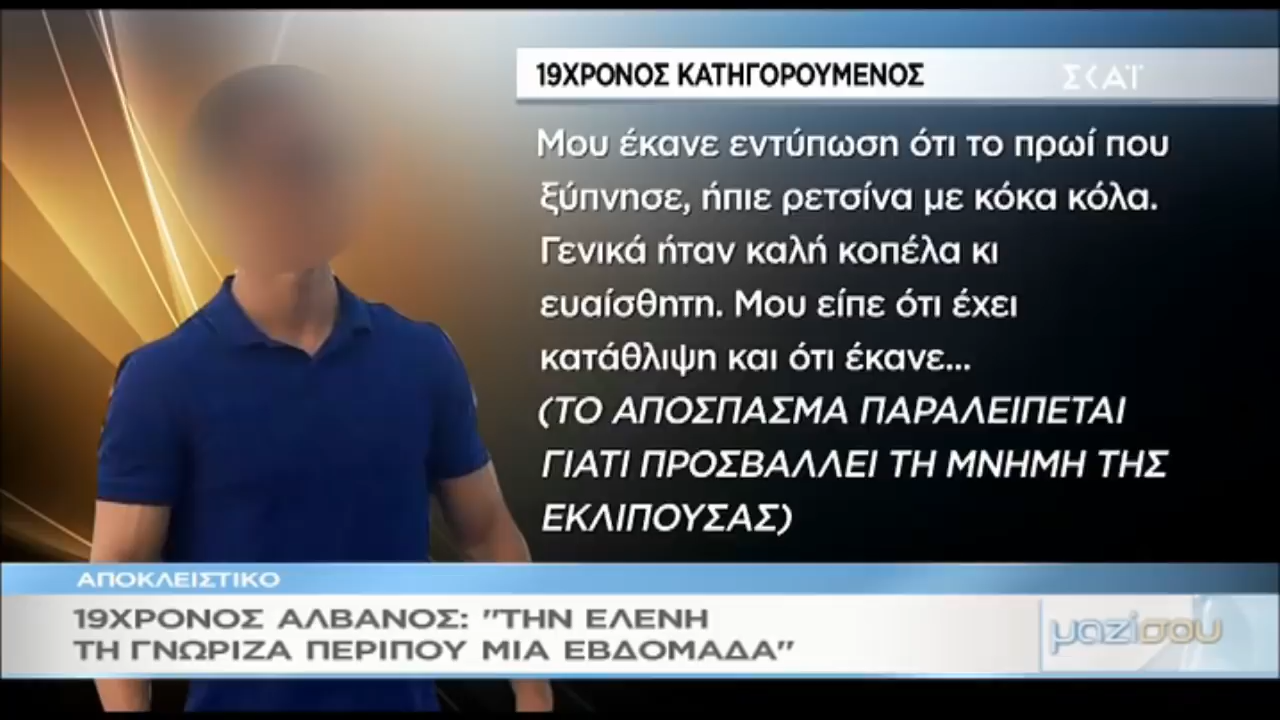 19ΧΡΟΝΟΣ ΚΑΤΗΓΟΡΟΥΜΕΝΟΣ
ΣΚΑΪ
Μου έκανε εντύπωση ότι το πρωί που
ξύπνησε, ήπιε ρετσίνα με κόκα κόλα.
Γενικά ήταν καλή κοπέλα κι
ευαίσθητη. Μου είπε ότι έχει
κατάθλιψη και ότι έκανε...
(ΤΟ ΑΠΟΣΠΑΣΜΑ ΠΑΡΑΛΕΙΠΕΤΑΙ
ΓΙΑΤΙ ΠΡΟΣΒΑΛΛΕΙ ΤΗ ΜΝΗΜΗ ΤΗΣ
ΕΚΛΙΠΟΥΣΑΣ)
ΑΠΟΚΛΕΙΣΤΙΚΟ
19ΧΡΟΝΟΣ ΑΛΒΑΝΟΣ: "ΤΗΝ ΕΛΕΝΗ
ΤΗ ΓΝΩΡΙΖΑ ΠΕΡΙΠΟΥ ΜΙΑ ΕΒΔΟΜΑΔΑ"
μαζίσου